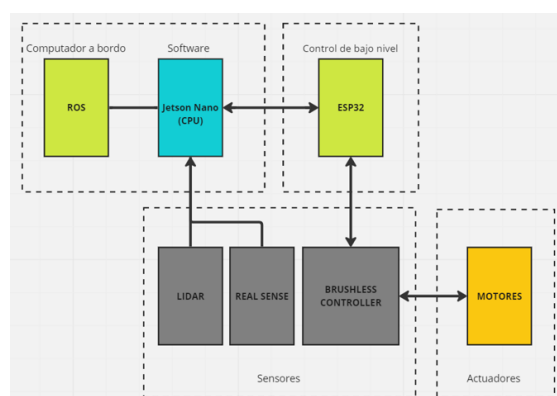 Computador a bordo
Software
Control de bajo nivel
ROS
Jetson Nano
(CPU)
ESP32
LIDAR
REAL SENSE
BRUSHLESS
CONTROLLER
MOTORES
Sensores
Actuadores